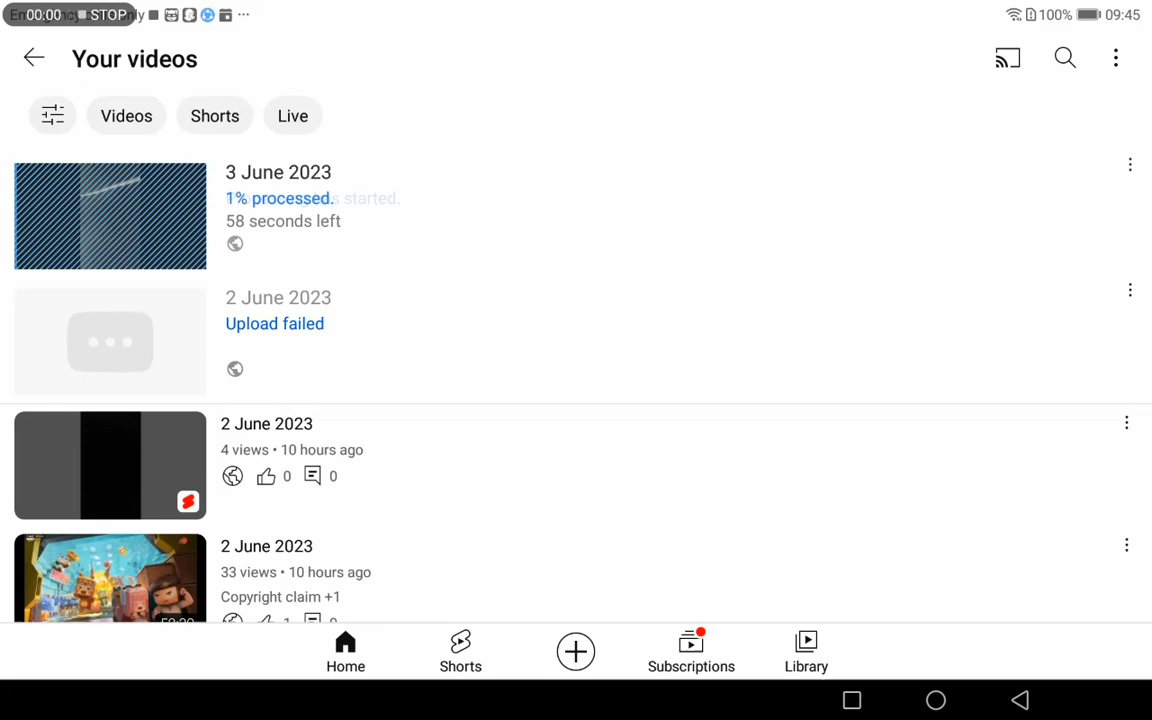 00:00 STOP
100% 09:45
Your videos
Videos Shorts Live
3 June 2023
1% processed. started.
58 seconds left
2 June 2023
Upload failed
2 June 2023
4 views • 10 hours ago
0 0
2 June 2023
33 views • 10 hours ago
Copyright claim +1
Home Shorts Subscriptions Library